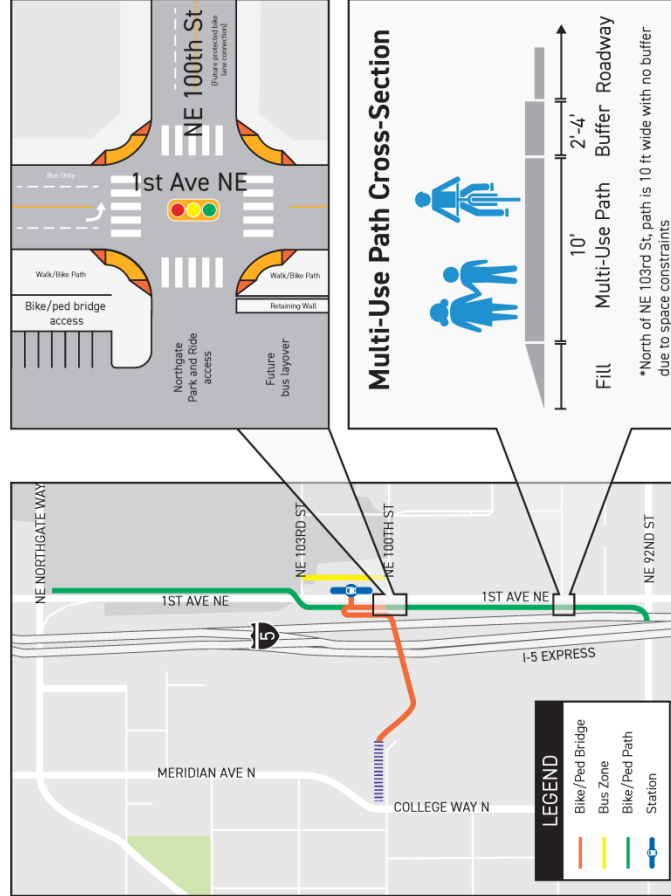 NE NORTHGATE WAY
NE 103RD ST
NE 100TH ST
NE 92ND ST
1ST AVE NE
1ST AVE NE
5
I-5 EXPRESS
MERIDIAN AVE N
COLLEGE WAY N
LEGEND
Bike/Ped Bridge
Bus Zone
Bike/Ped Path
Station
Bus Only
NE 100th St
(Future protected bike
lane connection)
1st Ave NE
Walk/Bike Path
Walk/Bike Path
Bike/ped bridge
access
Retaining Wall
Northgate
Park and Ride
access
Future
bus layover
Multi-Use Path Cross-Section
10'
2'-4'
Fill
Multi-Use Path
Buffer
Roadway
*North of NE 103rd St, path is 10 ft wide with no buffer
due to space constraints